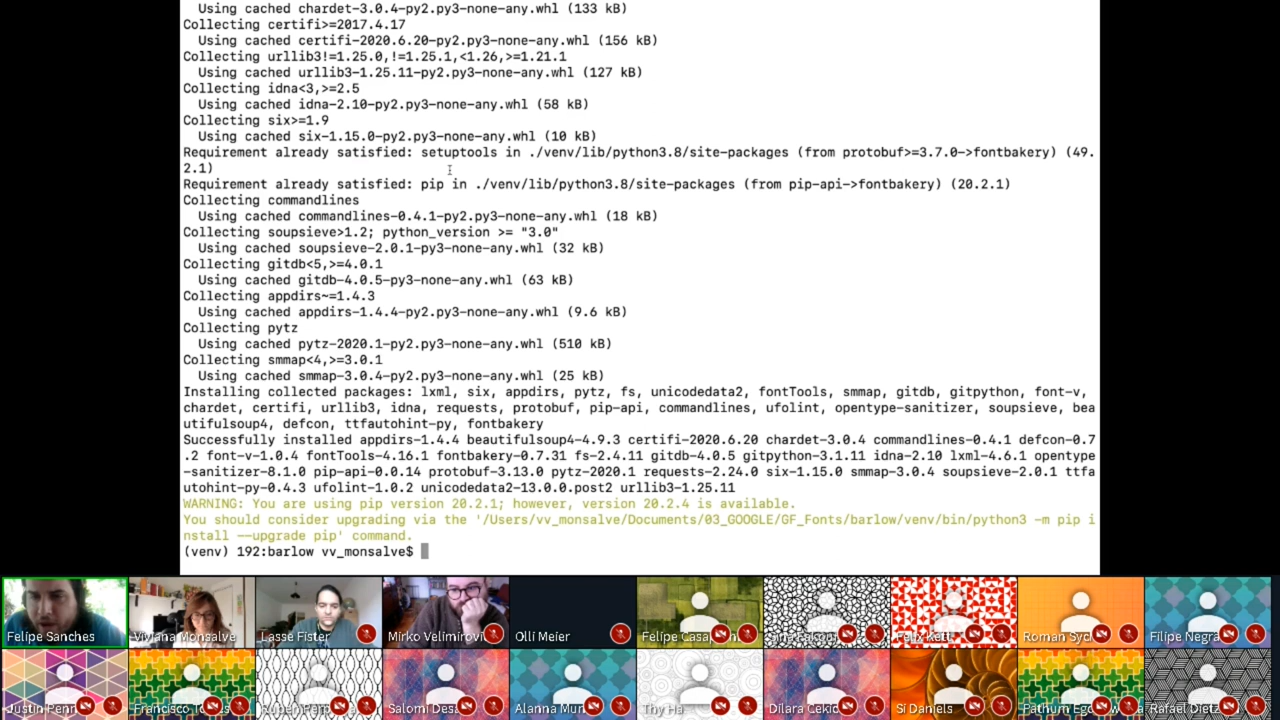 Using cached chardet-3.0.4-py2.py3-none-any.whl (133 kB)
Collecting certifi>=2017.4.17
Using cached certifi-2020.6.20-py2.py3-none-any.whl (156 kB)
Collecting urllib3!=1.25.0,!=1.25.1,<1.26,>=1.21.1
Using cached urllib3-1.25.11-py2.py3-none-any.whl (127 kB)
Collecting idna<3,>=2.5
Using cached idna-2.10-py2.py3-none-any.whl (58 kB)
Collecting six>=1.9
Using cached six-1.15.0-py2.py3-none-any.whl (10 kB)
Requirement already satisfied: setuptools in ./venv/lib/python3.8/site-packages (from protobuf>=3.7.0->fontbakery) (49.
2.1)
Requirement already satisfied: pip in ./venv/lib/python3.8/site-packages (from pip-api->fontbakery) (20.2.1)
Collecting commandlines
Using cached commandlines-0.4.1-py2.py3-none-any.whl (18 kB)
Collecting soupsieve>1.2; python_version >= "3.0"
Using cached soupsieve-2.0.1-py3-none-any.whl (32 kB)
Collecting gitdb<5,>=4.0.1
Using cached gitdb-4.0.5-py3-none-any.whl (63 kB)
Collecting appdirs~=1.4.3
Using cached appdirs-1.4.4-py2.py3-none-any.whl (9.6 kB)
Collecting pytz
Using cached pytz-2020.1-py2.py3-none-any.whl (510 kB)
Collecting smmap<4,>=3.0.1
Using cached smmap-3.0.4-py2.py3-none-any.whl (25 kB)
Installing collected packages: lxml, six, appdirs, pytz, fs, unicodedata2, fontTools, smmap, gitdb, gitpython, font-v,
chardet, certifi, urllib3, idna, requests, protobuf, pip-api, commandlines, ufolint, opentype-sanitizer, soupsieve, bea
utifulsoup4, defcon, ttfautohint-py, fontbakery
Successfully installed appdirs-1.4.4 beautifulsoup4-4.9.3 certifi-2020.6.20 chardet-3.0.4 commandlines-0.4.1 defcon-0.7
.2 font-v-1.0.4 fontTools-4.16.1 fontbakery-0.7.31 fs-2.4.11 gitdb-4.0.5 gitpython-3.1.11 idna-2.10 lxml-4.6.1 opentype
-sanitizer-8.1.0 pip-api-0.0.14 protobuf-3.13.0 pytz-2020.1 requests-2.24.0 six-1.15.0 smmap-3.0.4 soupsieve-2.0.1 ttfa
utohint-py-0.4.3 ufolint-1.0.2 unicodedata2-13.0.0.post2 urllib3-1.25.11
WARNING: You are using pip version 20.2.1; however, version 20.2.4 is available.
You should consider upgrading via the '/Users/vv_monsalve/Documents/03_GOOGLE/GF_Fonts/barlow/venv/bin/python3 -m pip i
nstall --upgrade pip' command.
(venv) 192:barlow vv_monsalve$
Felipe Sanches
Viviana Monsalve
Lasse Fister
Mirko Velimirovi
Olli Meier
Felipe
Roman
Filipe Negrã
Justin
Francisco
Alanna
Thy Ha
Dilara
Si Daniels
Pathum
Rafael Dietz